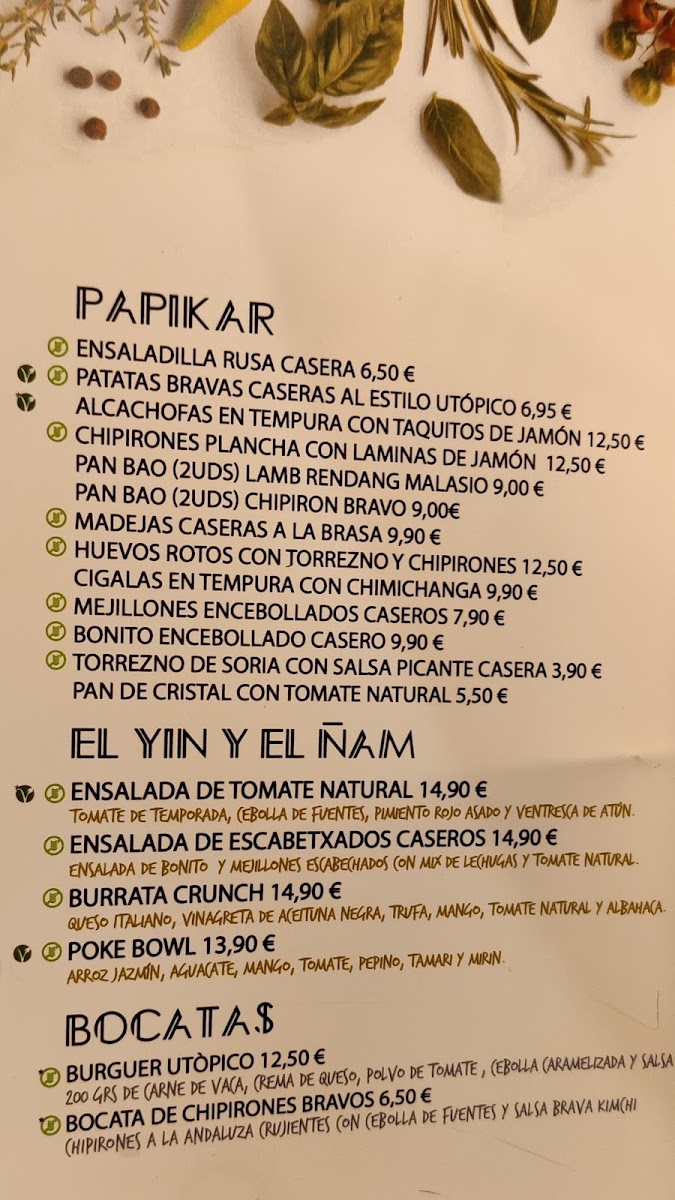 PAPIKAR
ENSALADILLA RUSA CASERA 6,50 €
PATATAS BRAVAS CASERAS AL ESTILO UTÓPICO 6,95 €
ALCACHOFAS EN TEMPURA CON TAQUITOS DE JAMÓN 12,50 €
CHIPIRONES PLANCHA CON LAMINAS DE JAMÓN 12,50 €
PAN BAO (2UDS) LAMB RENDANG MALASIO 9,00 €
PAN BAO (2UDS) CHIPIRON BRAVO 9,00€
MADEJAS CASERAS A LA BRASA 9,90 €
HUEVOS ROTOS CON TORREZNO Y CHIPIRONES 12,50 €
CIGALAS EN TEMPURA CON CHIMICHANGA 9,90 €
MEJILLONES ENCEBOLLADOS CASEROS 7,90 €
BONITO ENCEBOLLADO CASERO 9,90 €
TORREZNO DE SORIA CON SALSA PICANTE CASERA 3,90 €
PAN DE CRISTAL CON TOMATE NATURAL 5,50 €
EL YIN Y EL ÑAM
ENSALADA DE TOMATE NATURAL 14,90 €
TOMATE DE TEMPORADA, CEBOLLA DE FUENTES, PIMIENTO ROJO ASADO Y VENTRESCA DE ATÚN.
ENSALADA DE ESCABETXADOS CASEROS 14,90 €
ENSALADA DE BONITO Y MEJILLONES ESCABECHADOS CON MIX DE LECHUGAS Y TOMATE NATURAL.
BURRATA CRUNCH 14,90 €
QUESO ITALIANO, VINAGRETA DE ACEITUNA NEGRA, TRUFA, MANGO, TOMATE NATURAL Y ALBAHACA.
POKE BOWL 13,90 €
ARROZ JAZMÍN, AGUACATE, MANGO, TOMATE, PEPINO, TAMARI Y MIRIN.
BOCATAS
BURGUER UTÒPICO 12,50 €
200 GRS DE CARNE DE VACA, CREMA DE QUESO, POLVO DE TOMATE, CEBOLLA CARAMELIZADA Y SALSA
BOCATA DE CHIPIRONES BRAVOS 6,50 €
CHIPIRONES A LA ANDALUZA CRUJIENTES CON CEBOLLA DE FUENTES Y SALSA BRAVA KIMCHI